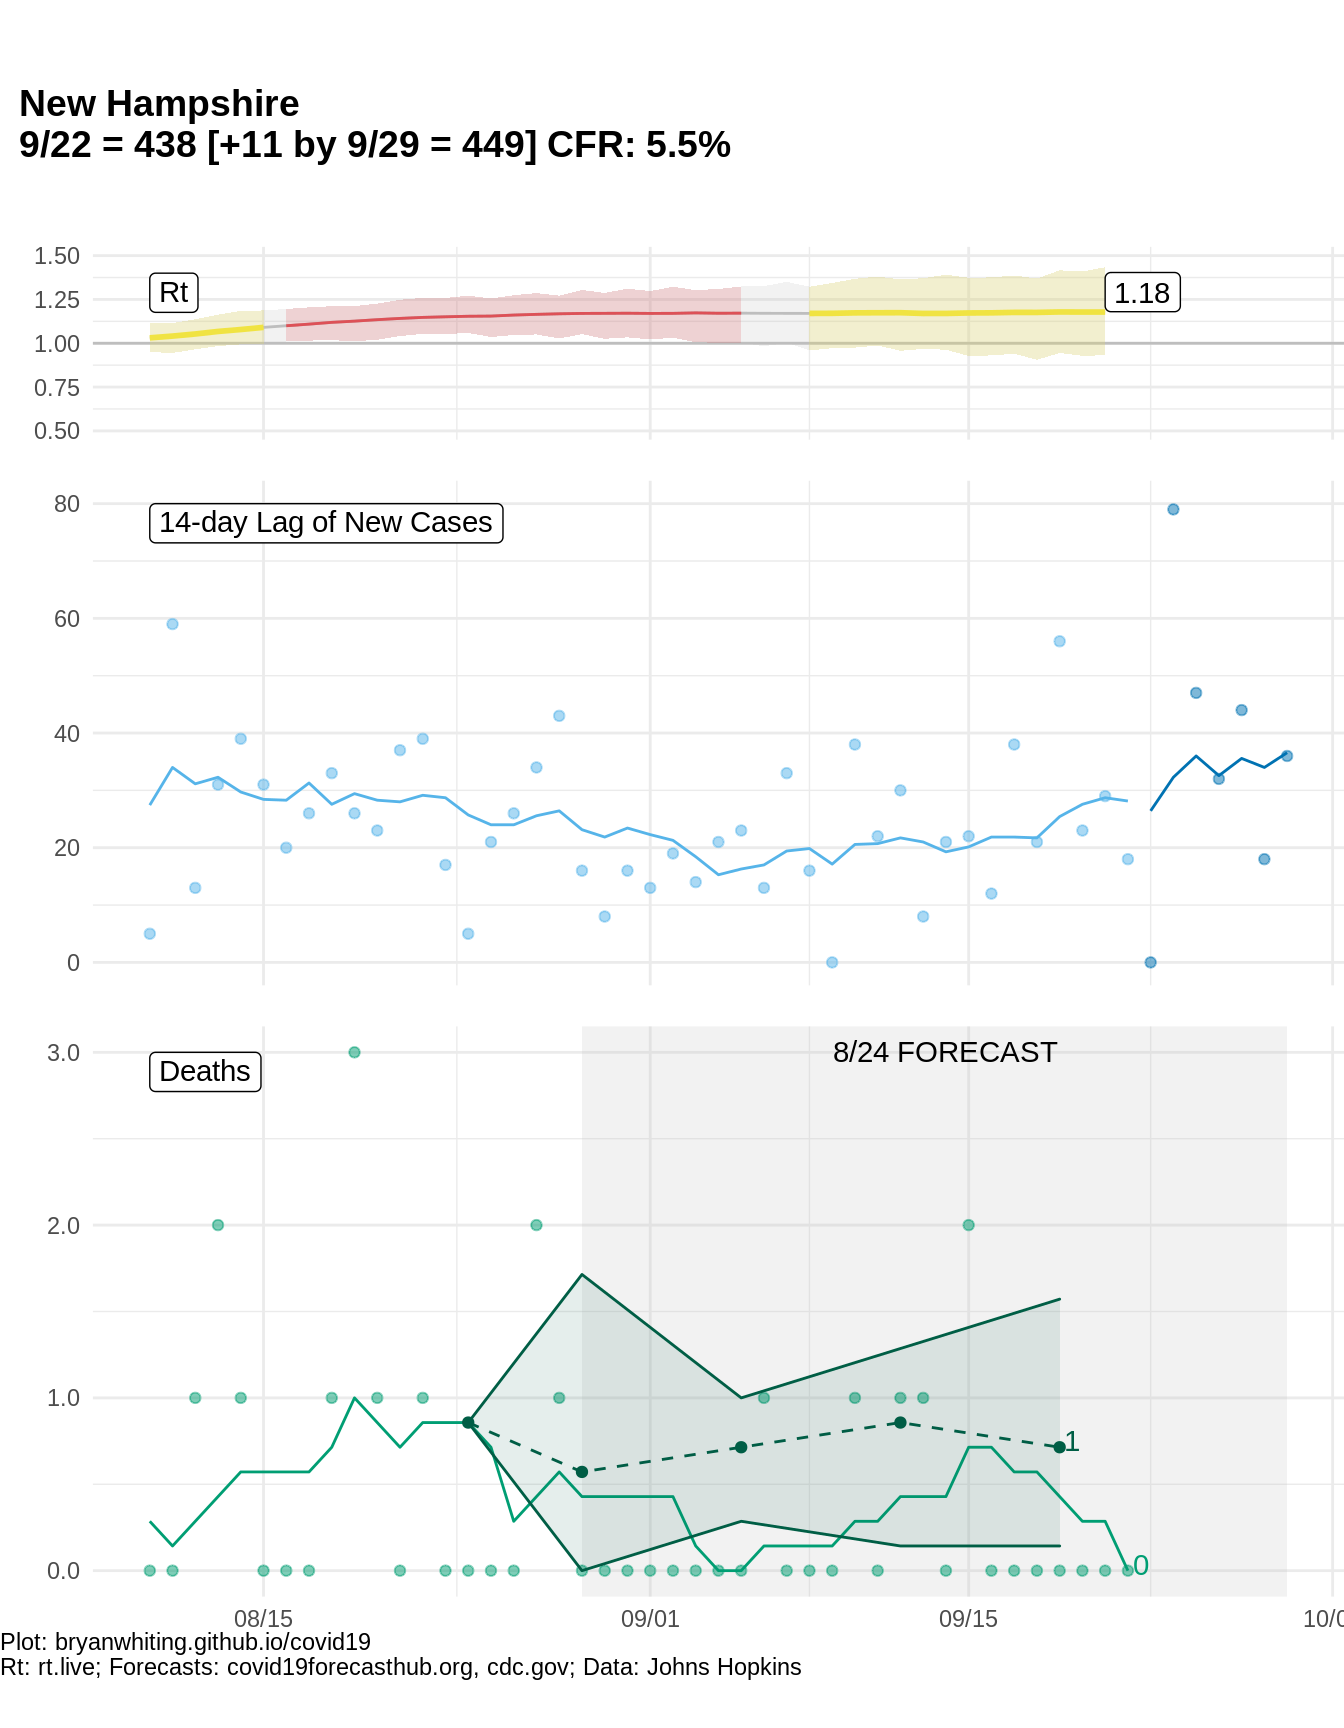 New Hampshire
9/22 = 438 [+11 by 9/29 = 449] CFR: 5.5%
1.50
1.25
1.00
0.75
0.50
Rt
1.18
80
60
40
20
0
14-day Lag of New Cases
3.0
2.0
1.0
0.0
Deaths
8/24 FORECAST
1
0
08/15
09/01
09/15
10/0
Plot: bryanwhiting.github.io/covid19
Rt: rt.live; Forecasts: covid19forecasthub.org, cdc.gov; Data: Johns Hopkins